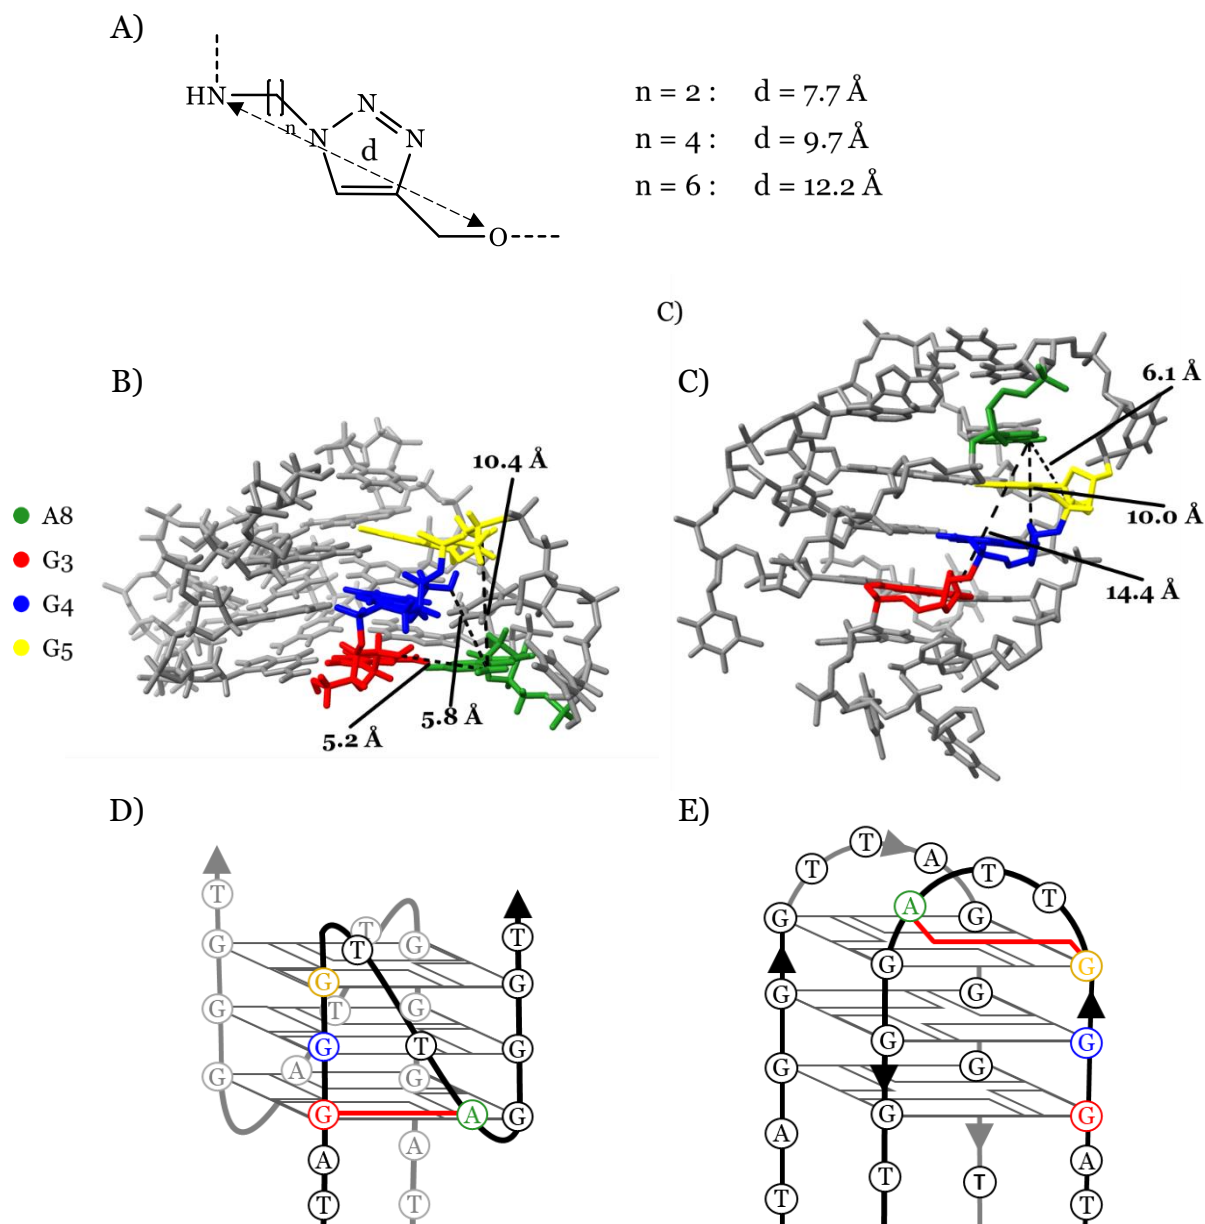 A)
HN
n
N
N
N
d
O
n = 2 : d = 7.7 Å
n = 4 : d = 9.7 Å
n = 6 : d = 12.2 Å
C)
B)
C)
10.4 Å
5.8 Å
5.2 Å
6.1 Å
10.0 Å
14.4 Å
A8
G3
G4
G5
D)
T
T
T
G
G
T
G
G
T
G
G
G
T
G
G
A
G
G
A
G
A
A
T
T
E)
T
T
A
T
T
A
G
G
G
G
G
G
G
G
G
G
G
G
A
T
T
A
T
T